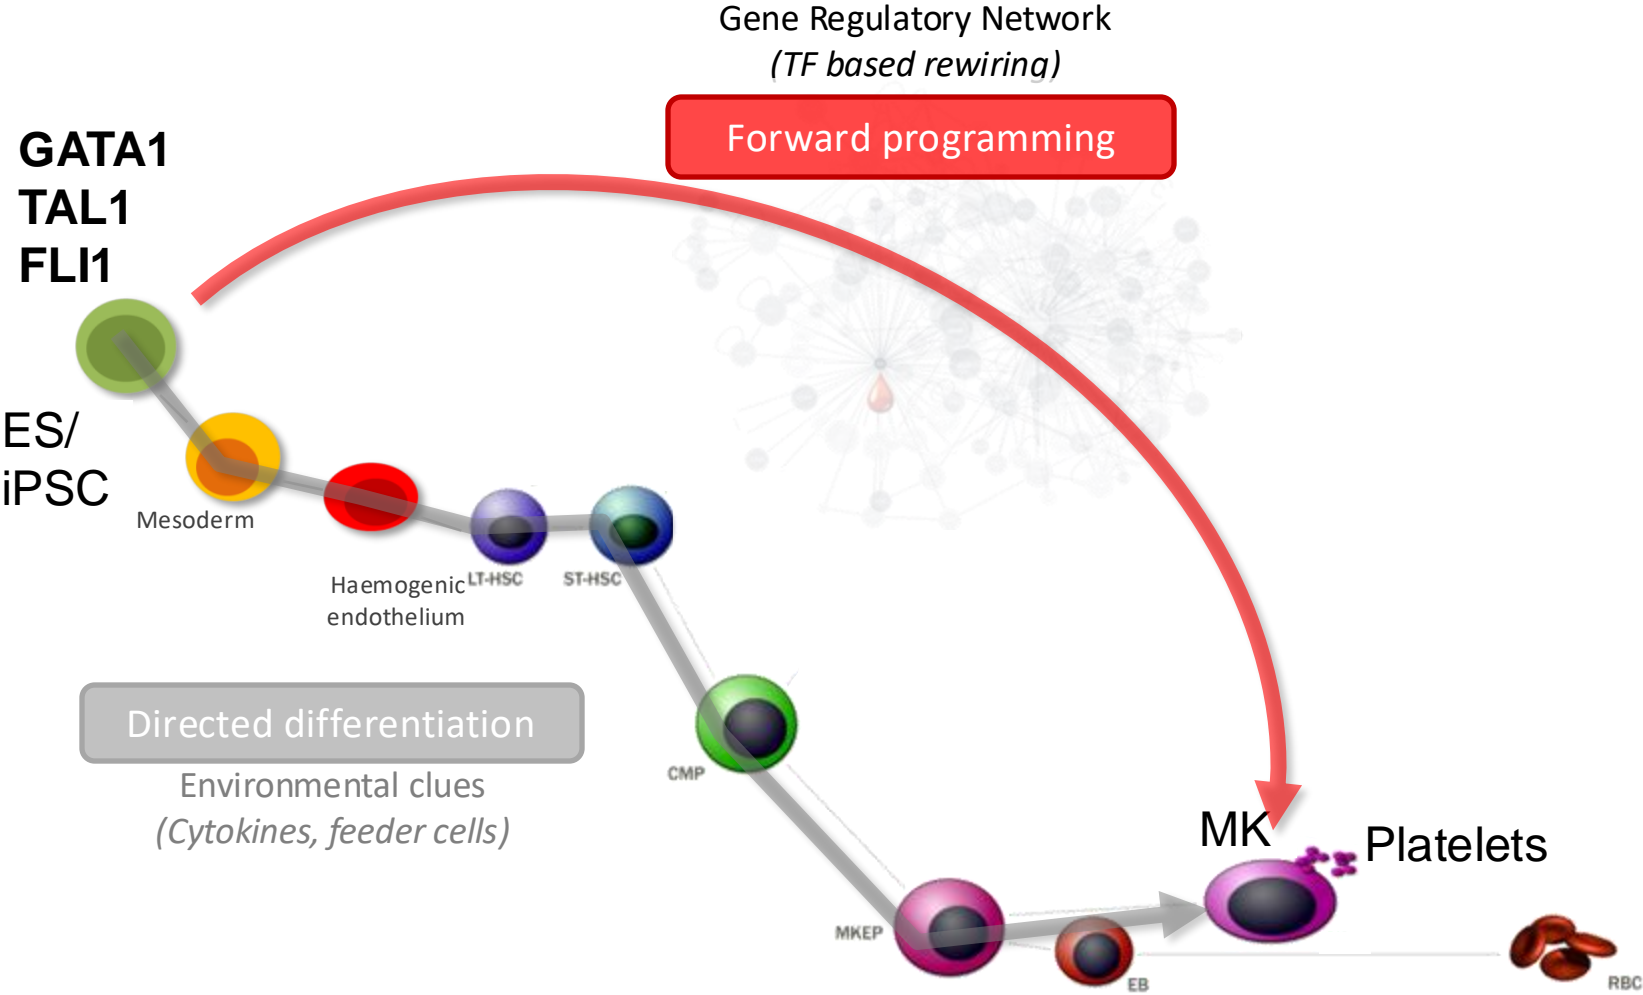 Gene Regulatory Network
(TF based rewiring)
Forward programming
GATA1
TAL1
FLI1
ES/
iPSC
Mesoderm
Haemogenic
endothelium
LT-HSC
ST-HSC
Directed differentiation
Environmental clues
(Cytokines, feeder cells)
CMP
MK
Platelets
MKEP
EB
RBC